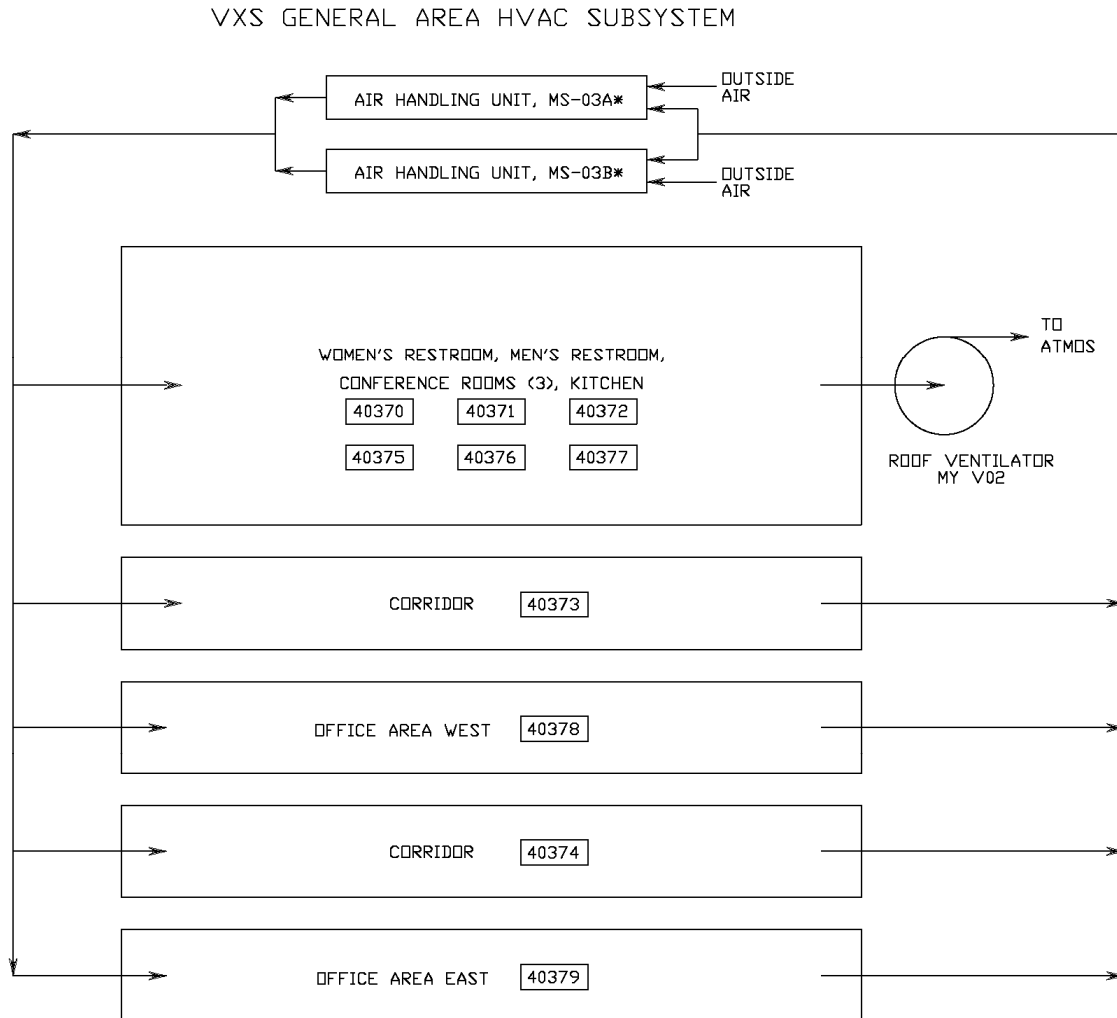 VXS GENERAL AREA HVAC SUBSYSTEM
AIR HANDLING UNIT, MS-03A*
OUTSIDE
AIR
AIR HANDLING UNIT, MS-03B*
OUTSIDE
AIR
WOMEN'S RESTROOM, MEN'S RESTROOM,
CONFERENCE ROOMS (3), KITCHEN
40370 40371 40372
40375 40376 40377
TO
ATMOS
ROOF VENTILATOR
MY V02
CORRIDOR 40373
OFFICE AREA WEST 40378
CORRIDOR 40374
OFFICE AREA EAST 40379